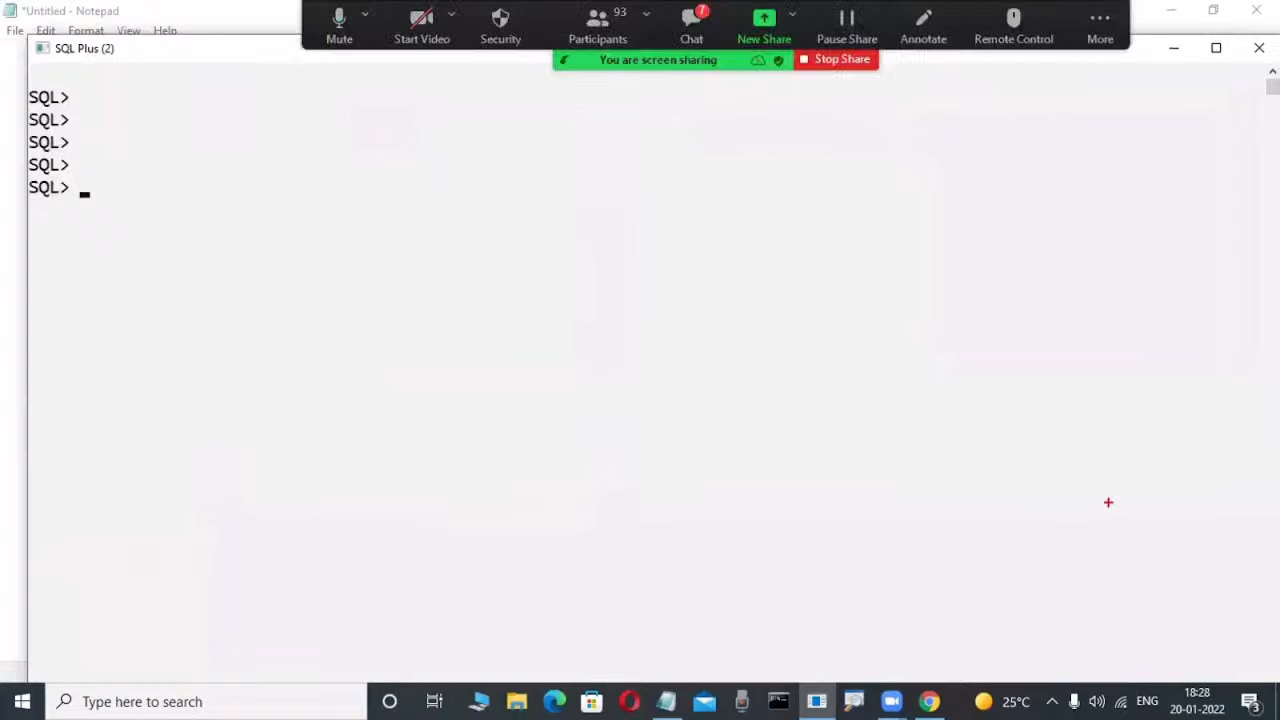 *Untitled - Notepad
File Edit Format View Help
SQL Plus (2)
93
7
Mute Start Video Security Participants Chat New Share Pause Share Annotate Remote Control More
You are screen sharing Stop Share
SQL>
SQL>
SQL>
SQL>
SQL>
Type here to search
25°C
ENG
18:28
20-01-2022
3